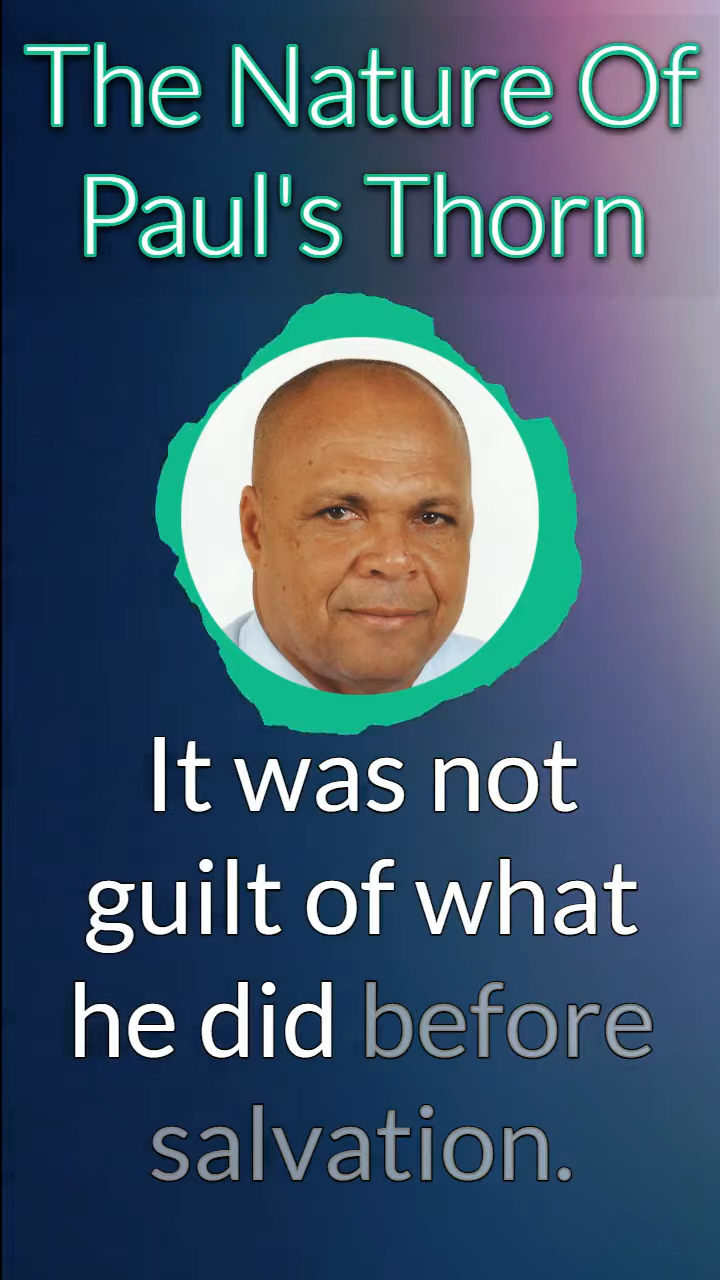 The Nature Of
Paul's Thorn
It was not
guilt of what
he did before
salvation.